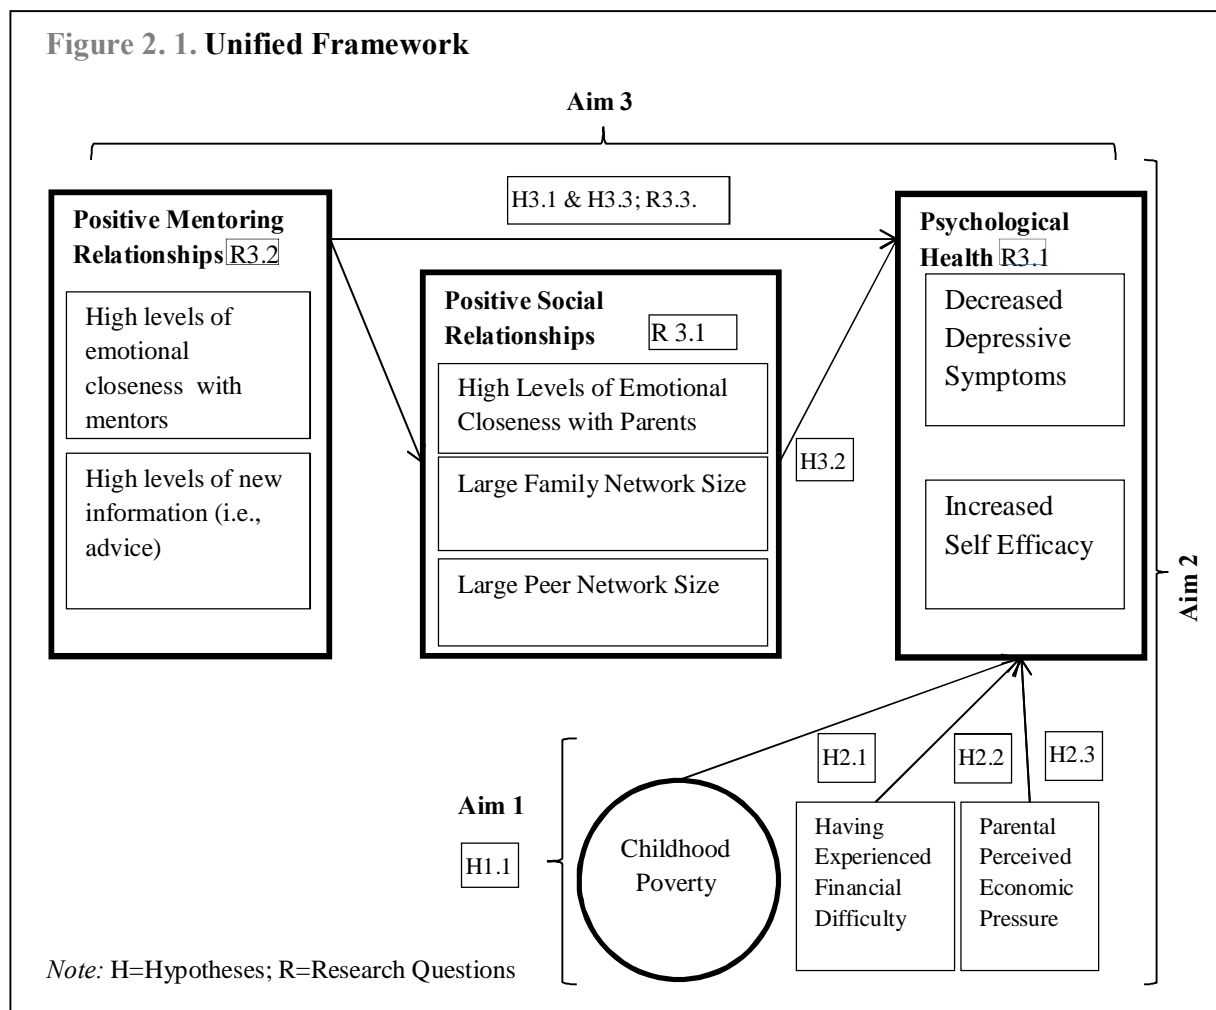 Figure 2. 1. Unified Framework
Aim 3
H3.1 & H3.3; R3.3.
Positive Mentoring
Relationships R3.2
High levels of
emotional
closeness with
mentors
High levels of new
information (i.e.,
advice)
Positive Social
Relationships R 3.1
High Levels of Emotional
Closeness with Parents
Large Family Network Size
Large Peer Network Size
H3.2
Psychological
Health R3.1
Decreased
Depressive
Symptoms
Increased
Self Efficacy
Aim 2
H2.1
H2.2
H2.3
Aim 1
H1.1
Childhood
Poverty
Having
Experienced
Financial
Difficulty
Parental
Perceived
Economic
Pressure
Note: H=Hypotheses; R=Research Questions